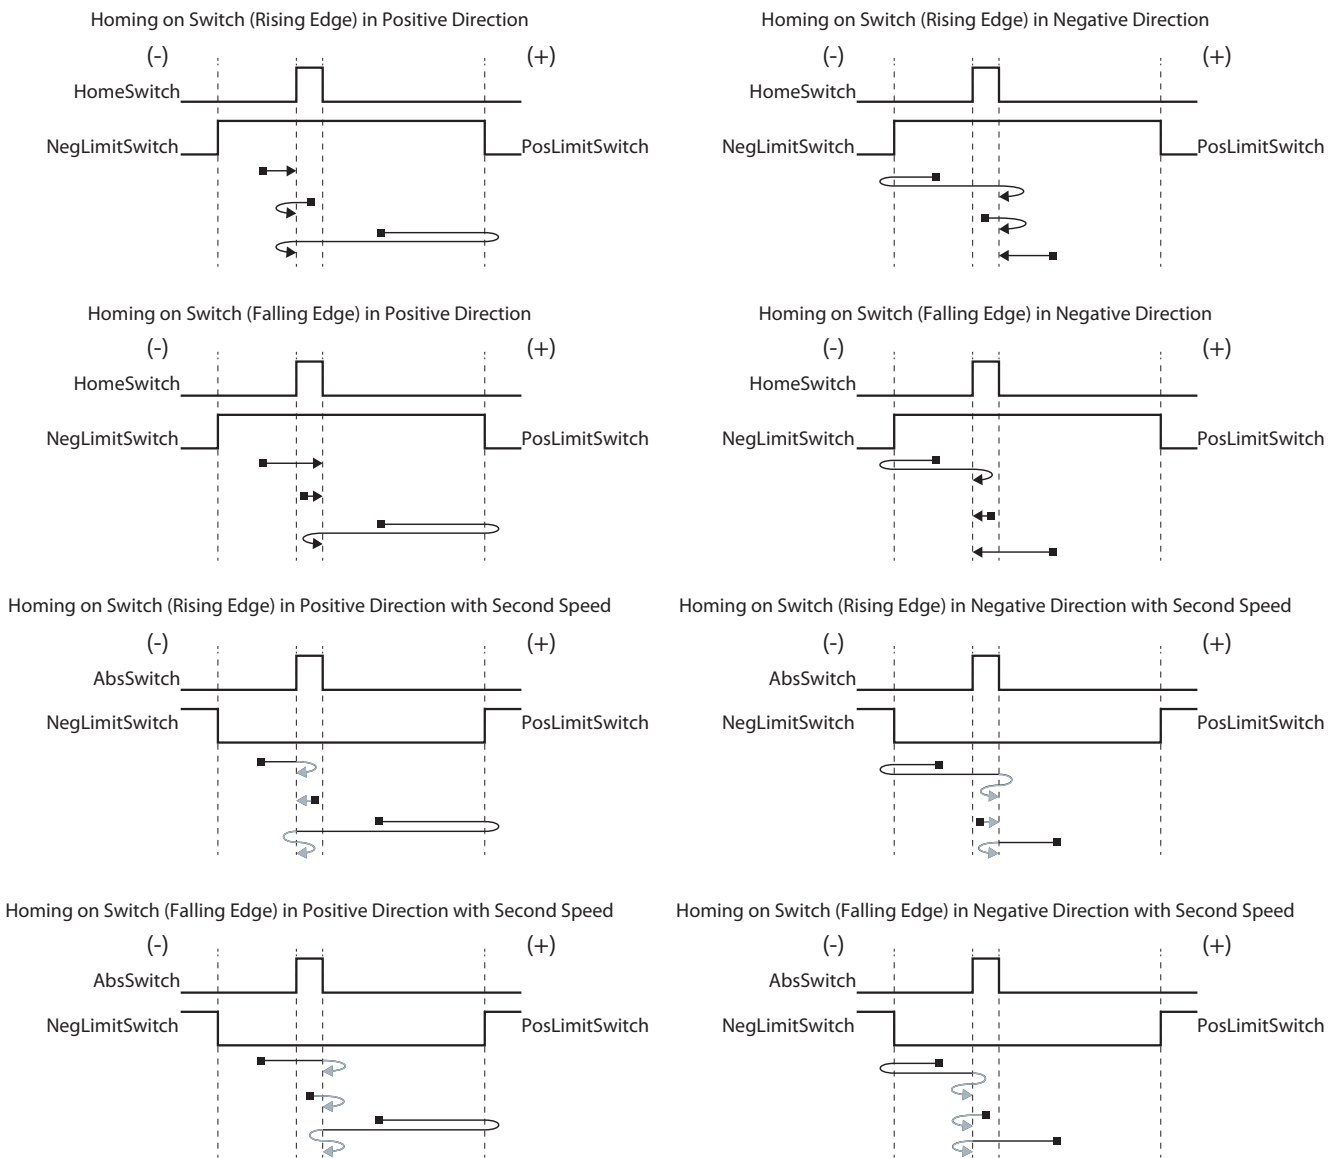 Homing on Switch (Rising Edge) in Positive Direction
(-) (+)
HomeSwitch
NegLimitSwitch PosLimitSwitch
Homing on Switch (Rising Edge) in Negative Direction
(-) (+)
HomeSwitch
NegLimitSwitch PosLimitSwitch
Homing on Switch (Falling Edge) in Positive Direction
(-) (+)
HomeSwitch
NegLimitSwitch PosLimitSwitch
Homing on Switch (Falling Edge) in Negative Direction
(-) (+)
HomeSwitch
NegLimitSwitch PosLimitSwitch
Homing on Switch (Rising Edge) in Positive Direction with Second Speed
(-) (+)
AbsSwitch
NegLimitSwitch PosLimitSwitch
Homing on Switch (Rising Edge) in Negative Direction with Second Speed
(-) (+)
AbsSwitch
NegLimitSwitch PosLimitSwitch
Homing on Switch (Falling Edge) in Positive Direction with Second Speed
(-) (+)
AbsSwitch
NegLimitSwitch PosLimitSwitch
Homing on Switch (Falling Edge) in Negative Direction with Second Speed
(-) (+)
AbsSwitch
NegLimitSwitch PosLimitSwitch